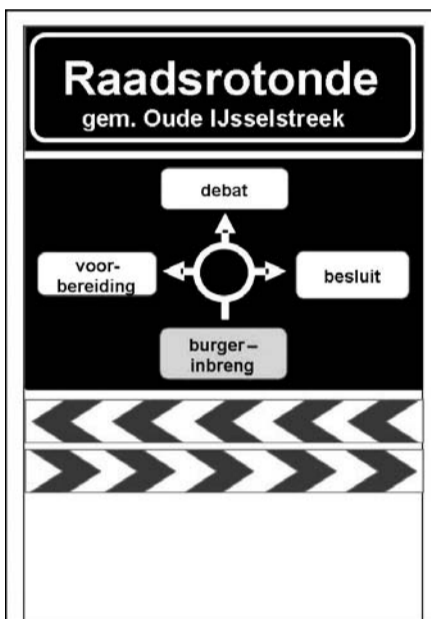 Raadsrotonde
gem. Oude IJsselstreek
debat
voor-
bereiding
besluit
burger–
inbreng